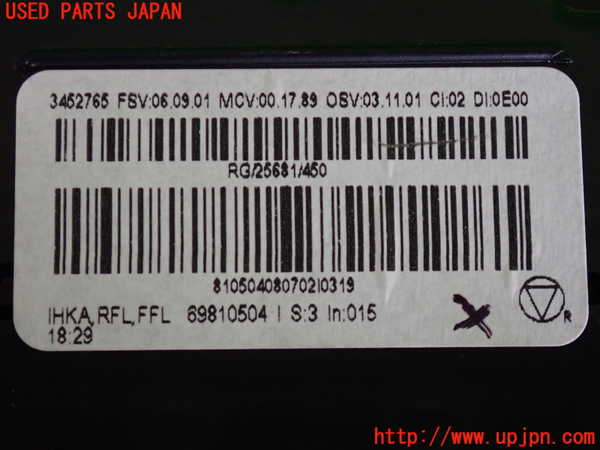 USED PARTS JAPAN
3452765 FSV:06.09.01 MCV:00.17.89 OSV:03.11.01 CI:02 DI:0E00
RG/25681/450
810504080702I0319
IHKA,RFL,FFL 69810504 I S:3 In:015
18:29
R
http://www.upjpn.com/